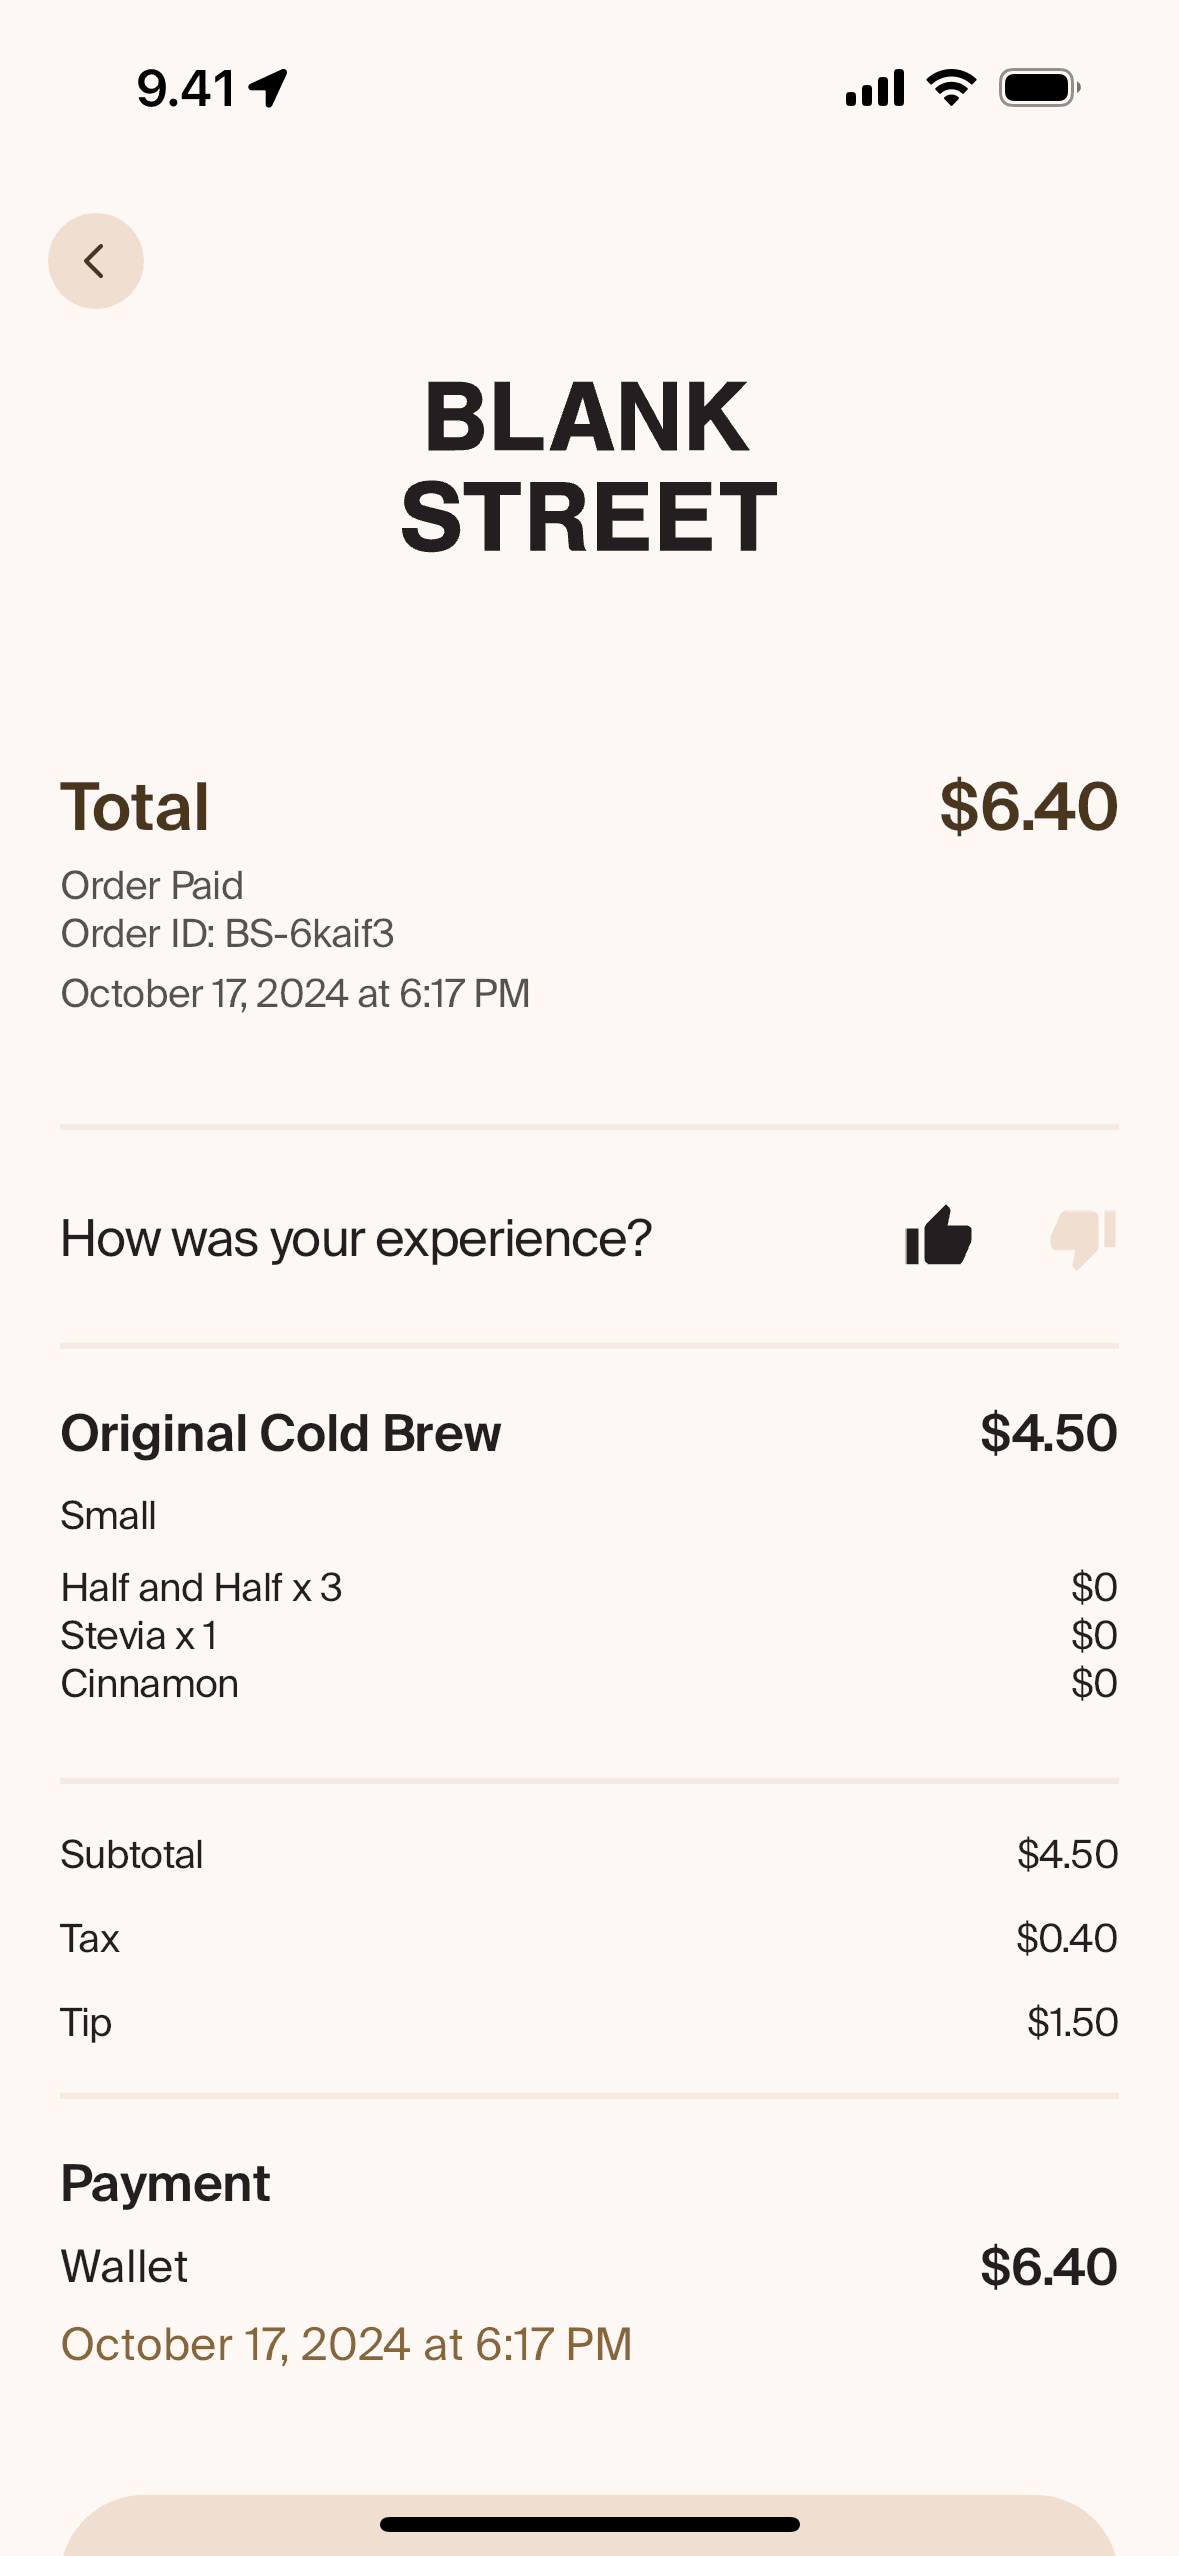 9.41
BLANK
STREET
Total $6.40
Order Paid
Order ID: BS-6kaif3
October 17, 2024 at 6:17 PM
How was your experience?
Original Cold Brew $4.50
Small
Half and Half x 3 $0
Stevia x 1 $0
Cinnamon $0
Subtotal $4.50
Tax $0.40
Tip $1.50
Payment
Wallet $6.40
October 17, 2024 at 6:17 PM